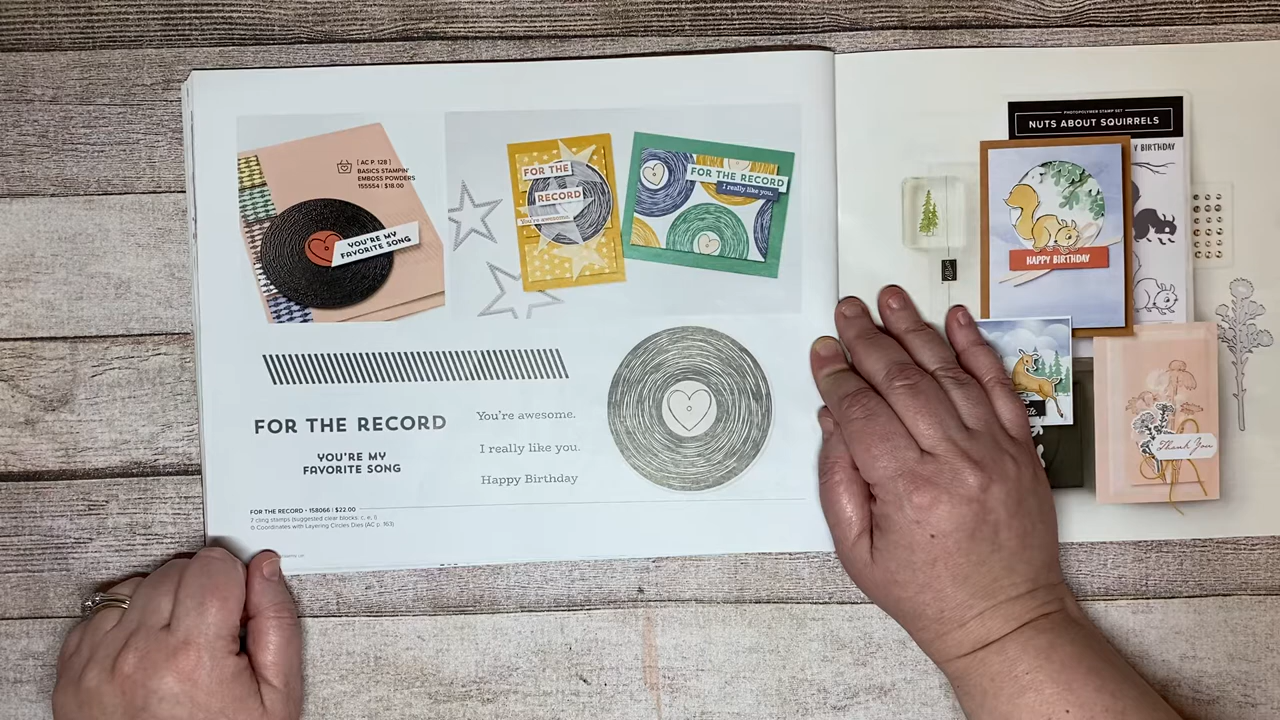 [ AC P. 128 ]
BASICS STAMPIN'
EMBOSS POWDERS
155554 | $18.00
YOU'RE MY
FAVORITE SONG
FOR THE
RECORD
You're awesome.
FOR THE RECORD
I really like you.
FOR THE RECORD
YOU'RE MY
FAVORITE SONG
You're awesome.
I really like you.
Happy Birthday
FOR THE RECORD • 158066 | $22.00
7 cling stamps (suggested clear blocks: c, e, i)
Coordinates with Layering Circles Dies (AC p. 163)
PHOTOPOLYMER STAMP SET
NUTS ABOUT SQUIRRELS
Y BIRTHDAY
HAPPY BIRTHDAY
Thank You